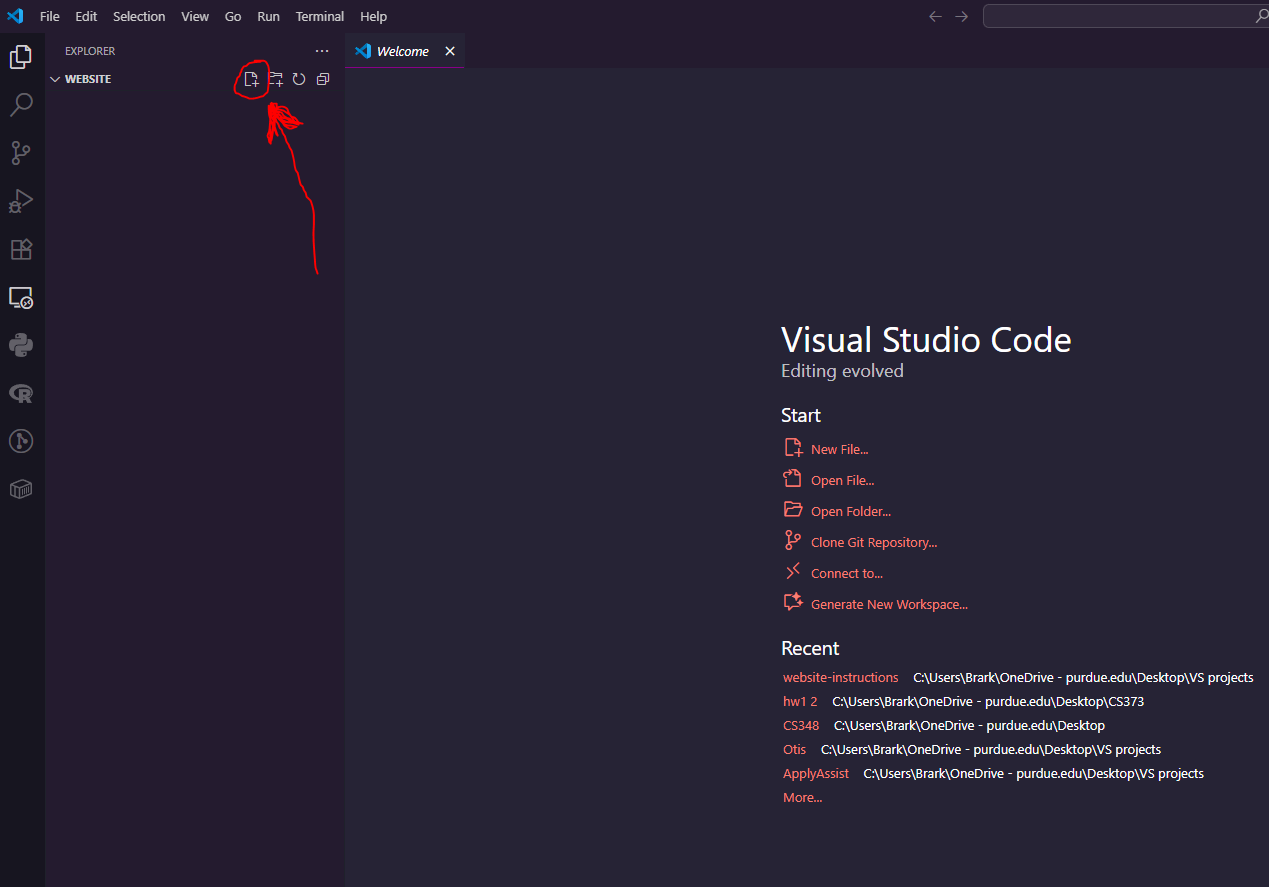 File Edit Selection View Go Run Terminal Help
EXPLORER
Welcome
WEBSITE
Visual Studio Code
Editing evolved
Start
New File...
Open File...
Open Folder...
Clone Git Repository...
Connect to...
Generate New Workspace...
Recent
website-instructions C:\Users\Brark\OneDrive - purdue.edu\Desktop\VS projects
hw1 2 C:\Users\Brark\OneDrive - purdue.edu\Desktop\CS373
CS348 C:\Users\Brark\OneDrive - purdue.edu\Desktop
Otis C:\Users\Brark\OneDrive - purdue.edu\Desktop\VS projects
ApplyAssist C:\Users\Brark\OneDrive - purdue.edu\Desktop\VS projects
More...